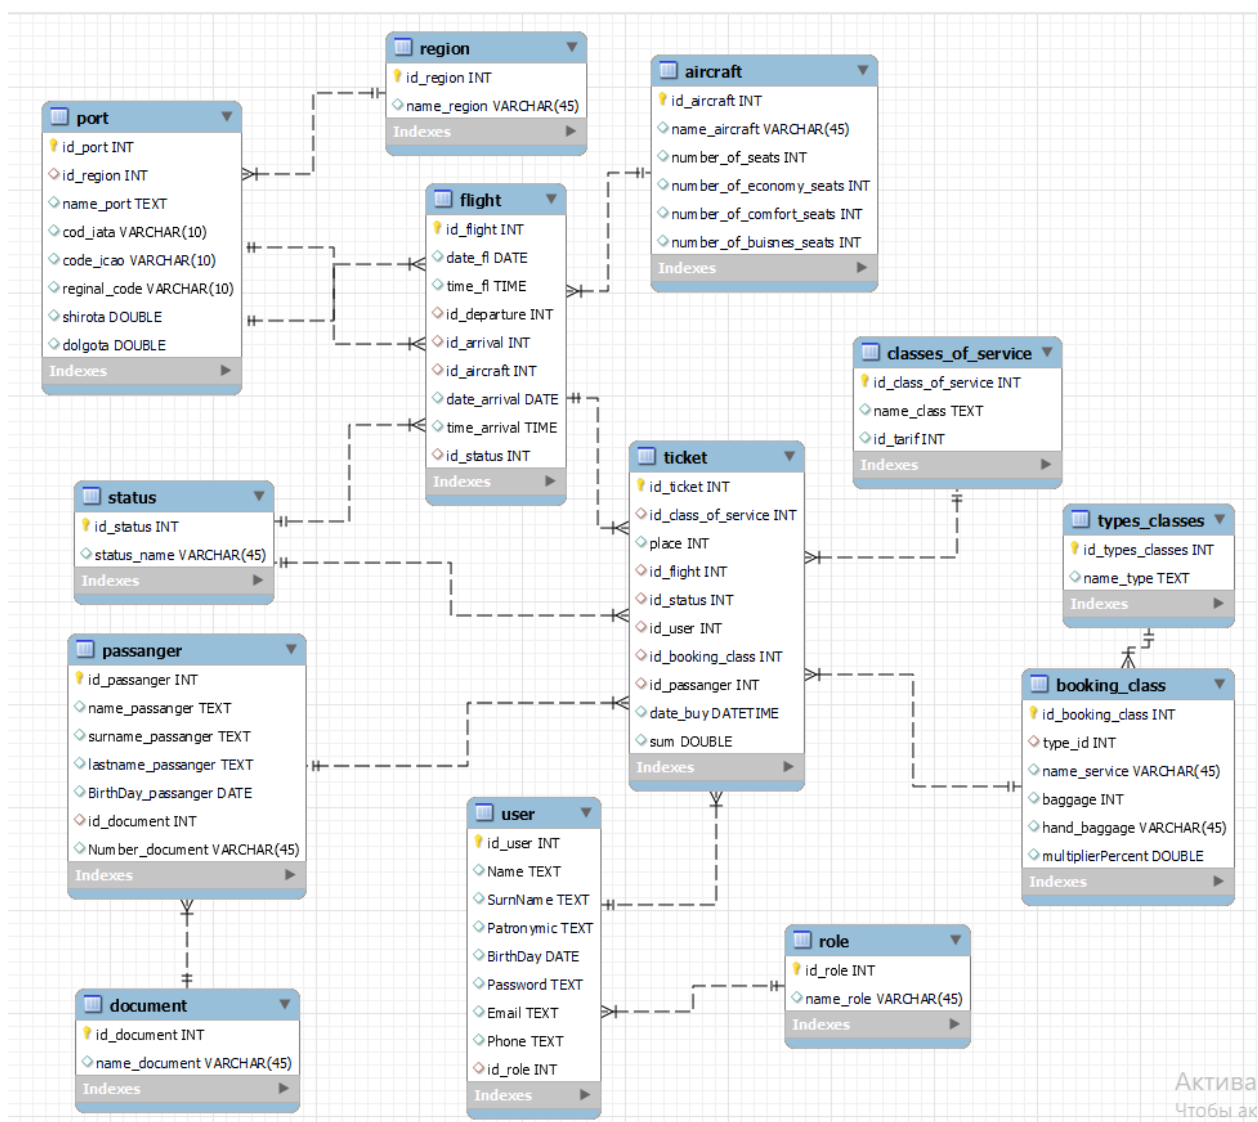 region
id_region INT
name_region VARCHAR(45)
Indexes
aircraft
id_aircraft INT
name_aircraft VARCHAR(45)
number_of_seats INT
number_of_economy_seats INT
number_of_comfort_seats INT
number_of_buisnes_seats INT
Indexes
port
id_port INT
id_region INT
name_port TEXT
cod_iata VARCHAR(10)
code_icao VARCHAR(10)
reginal_code VARCHAR(10)
shirota DOUBLE
dolgota DOUBLE
Indexes
flight
id_flight INT
date_fl DATE
time_fl TIME
id_departure INT
id_arrival INT
id_aircraft INT
date_arrival DATE
time_arrival TIME
id_status INT
Indexes
classes_of_service
id_class_of_service INT
name_class TEXT
id_tarif INT
Indexes
ticket
id_ticket INT
id_class_of_service INT
place INT
id_flight INT
id_status INT
id_user INT
id_booking_class INT
id_passanger INT
date_buy DATETIME
sum DOUBLE
Indexes
status
id_status INT
status_name VARCHAR(45)
Indexes
types_classes
id_types_classes INT
name_type TEXT
Indexes
passanger
id_passanger INT
name_passanger TEXT
surname_passanger TEXT
lastname_passanger TEXT
BirthDay_passanger DATE
id_document INT
Number_document VARCHAR(45)
Indexes
booking_class
id_booking_class INT
type_id INT
name_service VARCHAR(45)
baggage INT
hand_baggage VARCHAR(45)
multiplierPercent DOUBLE
Indexes
user
id_user INT
Name TEXT
SurnName TEXT
Patronymic TEXT
BirthDay DATE
Password TEXT
Email TEXT
Phone TEXT
id_role INT
Indexes
role
id_role INT
name_role VARCHAR(45)
Indexes
document
id_document INT
name_document VARCHAR(45)
Indexes
Актива
Чтобы ак